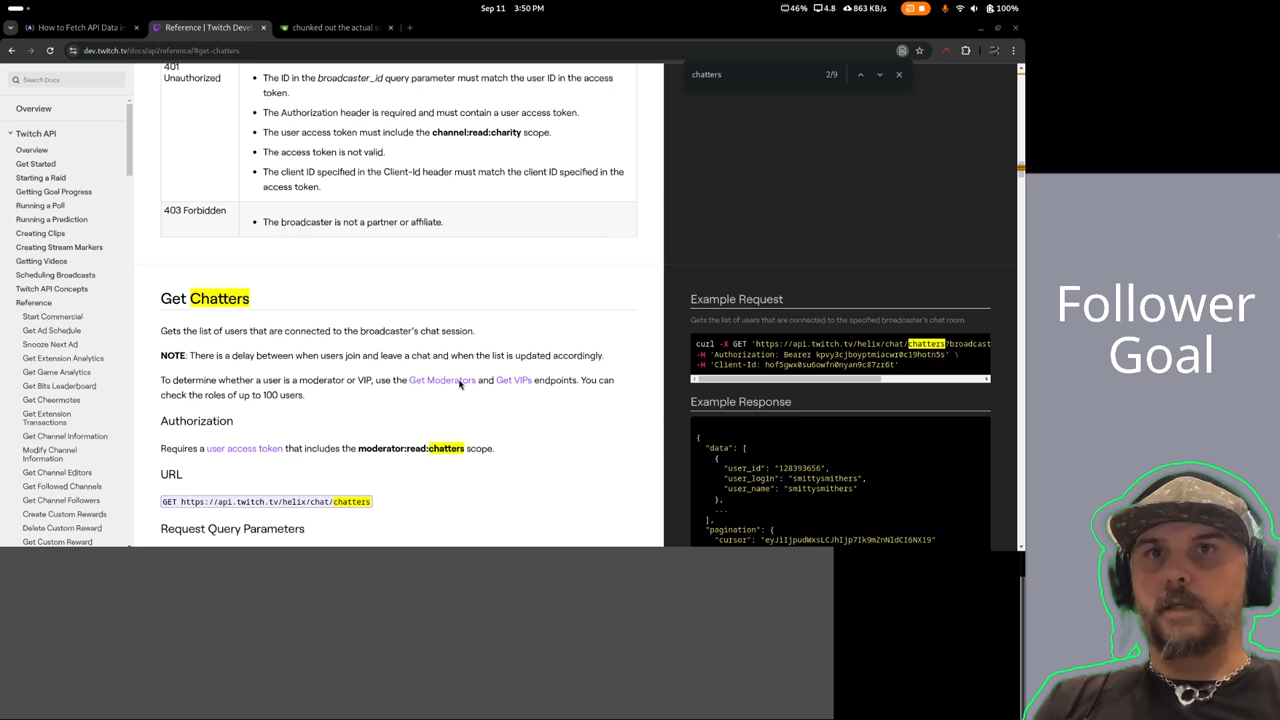 Sep 11 3:50 PM
46% 4.8 863 KB/s 100%
How to Fetch API Data in
Reference | Twitch Devel
chunked out the actual s
dev.twitch.tv/docs/api/reference/#get-chatters
chatters 2/9
Search Docs
Overview
Twitch API
Overview
Get Started
Starting a Raid
Getting Goal Progress
Running a Poll
Running a Prediction
Creating Clips
Creating Stream Markers
Getting Videos
Scheduling Broadcasts
Twitch API Concepts
Reference
Start Commercial
Get Ad Schedule
Snooze Next Ad
Get Extension Analytics
Get Game Analytics
Get Bits Leaderboard
Get Cheermotes
Get Extension
Transactions
Get Channel Information
Modify Channel
Information
Get Channel Editors
Get Followed Channels
Get Channel Followers
Create Custom Rewards
Delete Custom Reward
Get Custom Reward
401
Unauthorized
• The ID in the broadcaster_id query parameter must match the user ID in the access
token.
• The Authorization header is required and must contain a user access token.
• The user access token must include the channel:read:charity scope.
• The access token is not valid.
• The client ID specified in the Client-Id header must match the client ID specified in the
access token.
403 Forbidden
• The broadcaster is not a partner or affiliate.
Get Chatters
Gets the list of users that are connected to the broadcaster's chat session.
NOTE: There is a delay between when users join and leave a chat and when the list is updated accordingly.
To determine whether a user is a moderator or VIP, use the Get Moderators and Get VIPs endpoints. You can
check the roles of up to 100 users.
Authorization
Requires a user access token that includes the moderator:read:chatters scope.
URL
GET https://api.twitch.tv/helix/chat/chatters
Request Query Parameters
Example Request
Gets the list of users that are connected to the specified broadcaster's chat room.
curl -X GET 'https://api.twitch.tv/helix/chat/chatters?broadcast
-H 'Authorization: Bearer kpvy3cjboyptmiacwr0c19hotn5s' \
-H 'Client-Id: hof5gwx0su6owfn0nyan9c87zr6t'
Example Response
{
"data": [
{
"user_id": "128393656",
"user_login": "smittysmithers",
"user_name": "smittysmithers"
},
...
],
"pagination": {
"cursor": "eyJiIjpudWxsLCJhIjp7Ik9mZnNldCI6NX19"
Follower
Goal